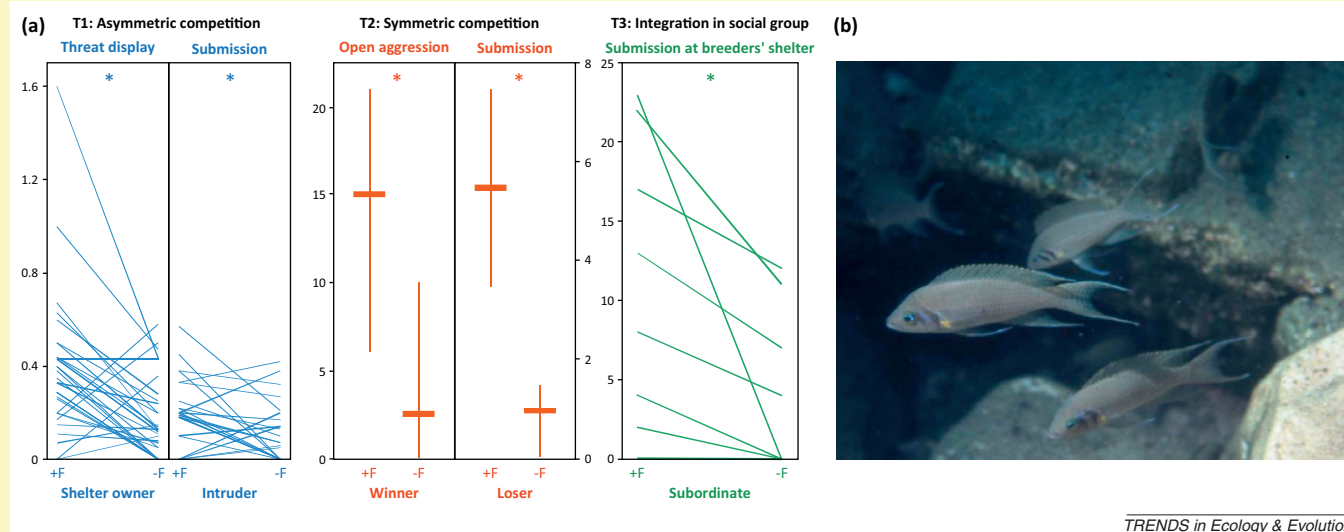 (a)
T1: Asymmetric competition
T2: Symmetric competition
T3: Integration in social group
(b)
Threat display
Submission
Open aggression
Submission
Submission at breeders' shelter
* * * * *
1.6
1.2
0.8
0.4
0
20
15
10
5
0
8
6
4
2
0
25
20
15
10
5
0
+F -F +F -F
+F -F +F -F
+F -F
Shelter owner
Intruder
Winner
Loser
Subordinate
TRENDS in Ecology & Evolutio